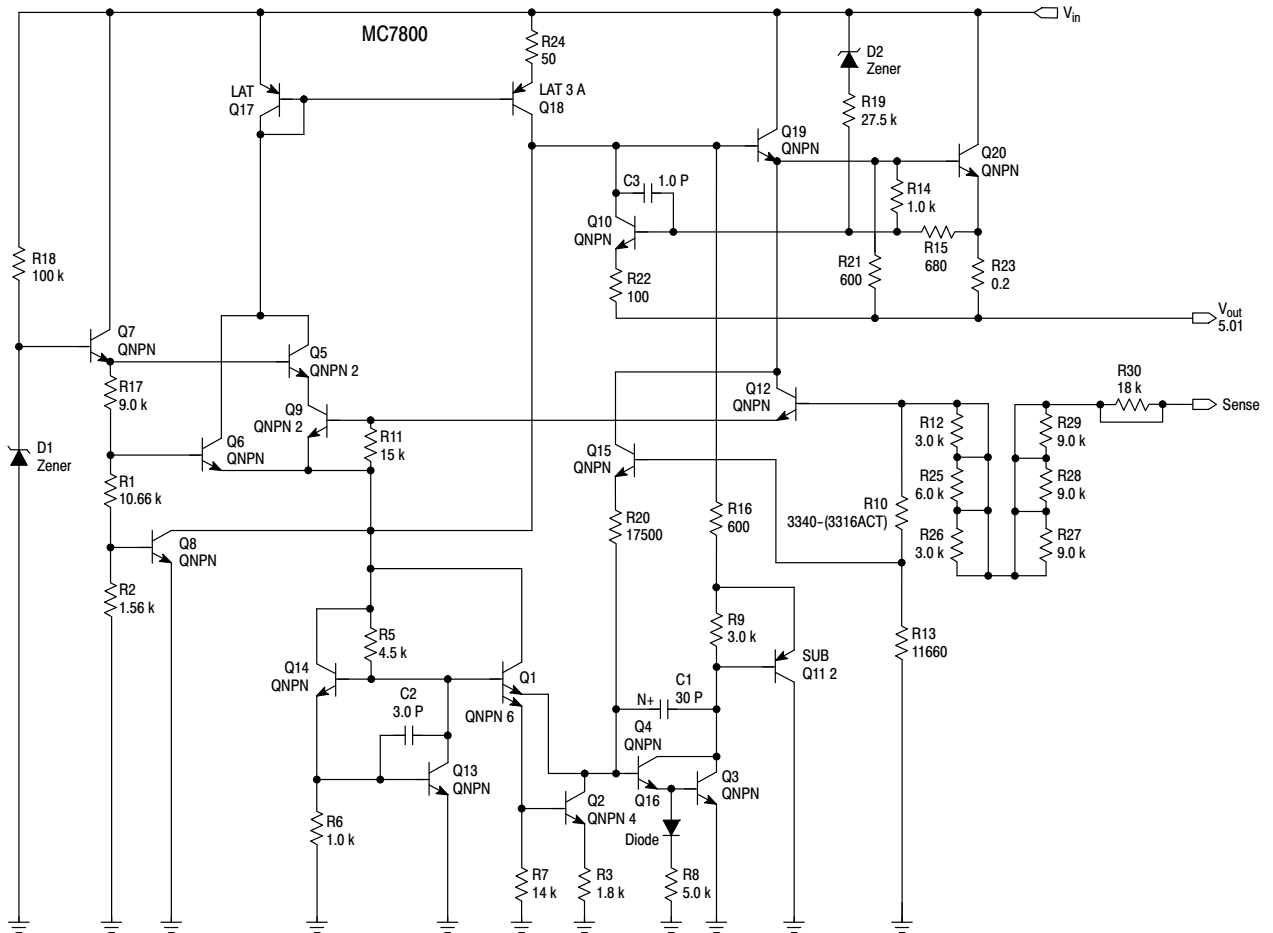 MC7800
Vin
R24
50
D2
Zener
LAT
Q17
LAT 3 A
Q18
R19
27.5 k
Q19
QNPN
Q20
QNPN
C3
1.0 P
R14
1.0 k
Q10
QNPN
R15
680
R18
100 k
R21
600
R23
0.2
R22
100
Vout
5.01
Q7
QNPN
Q5
QNPN 2
R17
9.0 k
R30
18 k
Q12
QNPN
Sense
Q9
QNPN 2
R12
3.0 k
R29
9.0 k
D1
Zener
Q6
QNPN
R11
15 k
Q15
QNPN
R1
10.66 k
R25
6.0 k
R28
9.0 k
R10
3340-(3316ACT)
R16
600
R20
17500
Q8
QNPN
R26
3.0 k
R27
9.0 k
R2
1.56 k
R9
3.0 k
R5
4.5 k
R13
11660
Q14
QNPN
Q1
QNPN 6
SUB
Q11 2
C2
3.0 P
N+
C1
30 P
Q4
QNPN
Q13
QNPN
Q3
QNPN
Q16
Q2
QNPN 4
R6
1.0 k
Diode
R7
14 k
R3
1.8 k
R8
5.0 k